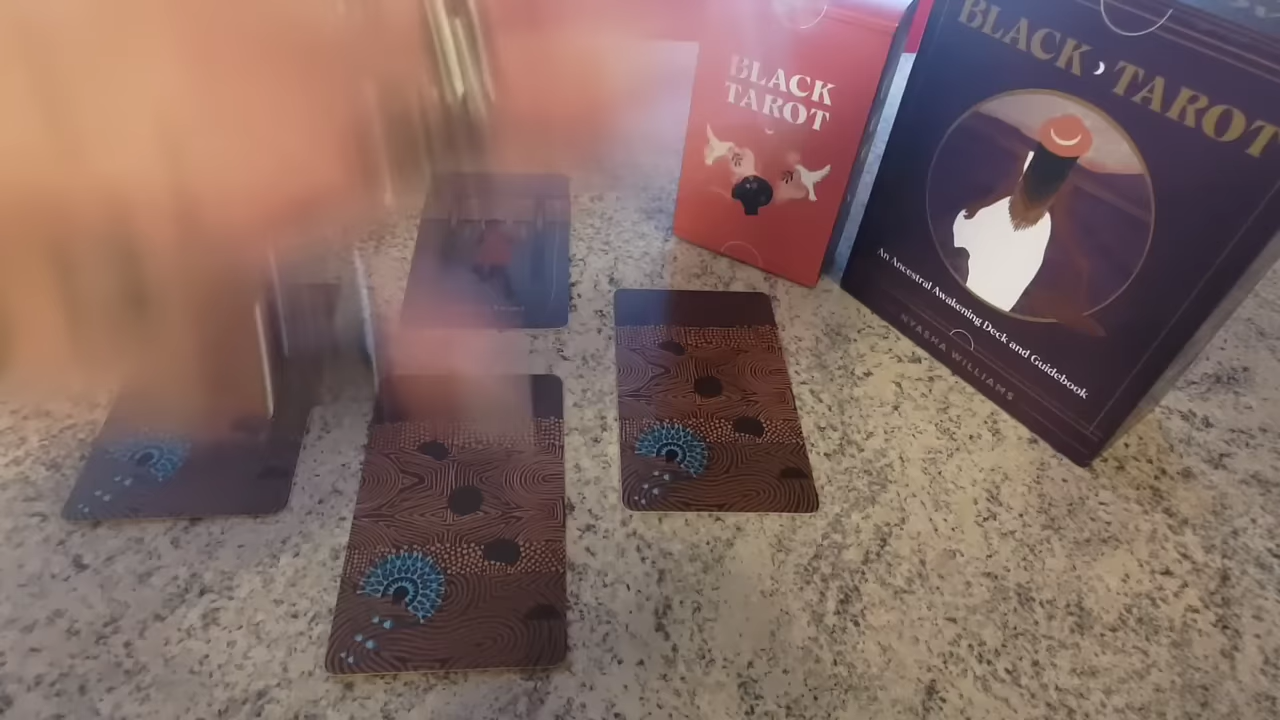 BLACK
TAROT
BLACK TAROT
An Ancestral Awakening Deck and Guidebook
NYASHA WILLIAMS